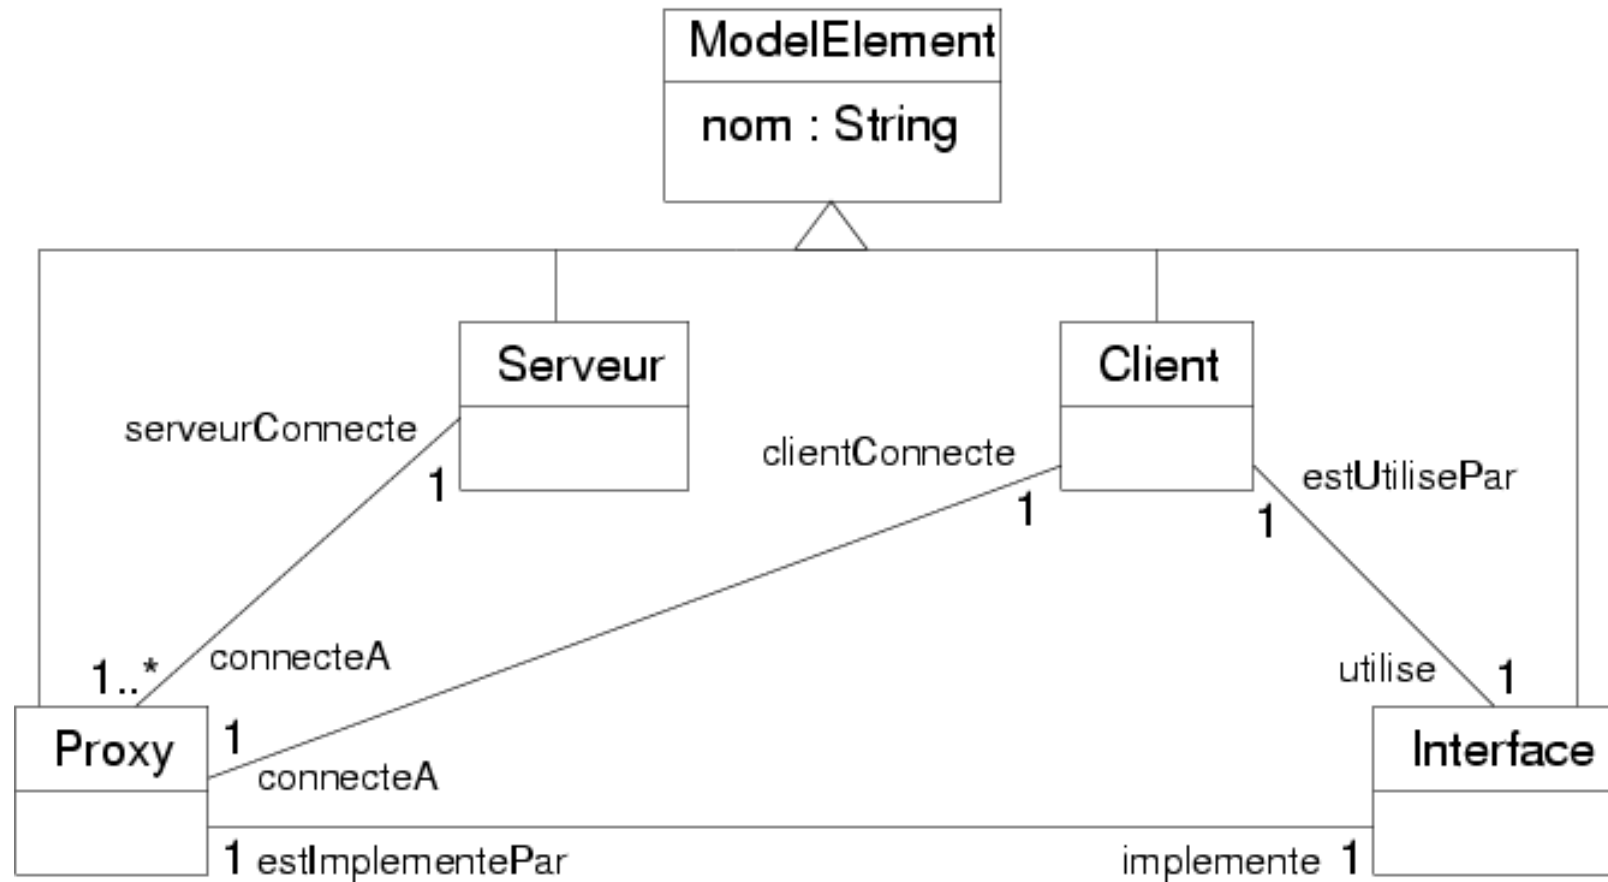 ModelElement
nom : String
Serveur
Client
serveurConnecte
1
clientConnecte
1
estUtilisePar
1
1..*
connecteA
utilise
1
Proxy
1
connecteA
Interface
1
estImplementePar
implemente
1